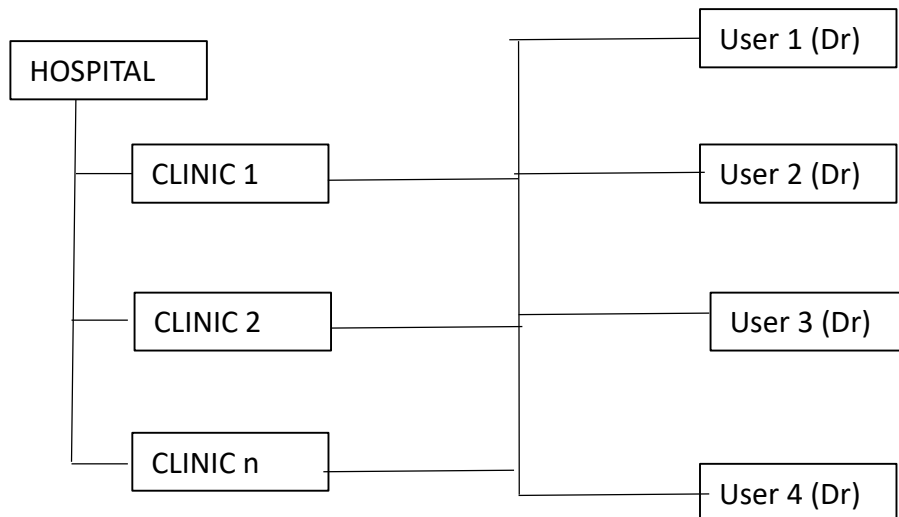 HOSPITAL
CLINIC 1
CLINIC 2
CLINIC n
User 1 (Dr)
User 2 (Dr)
User 3 (Dr)
User 4 (Dr)